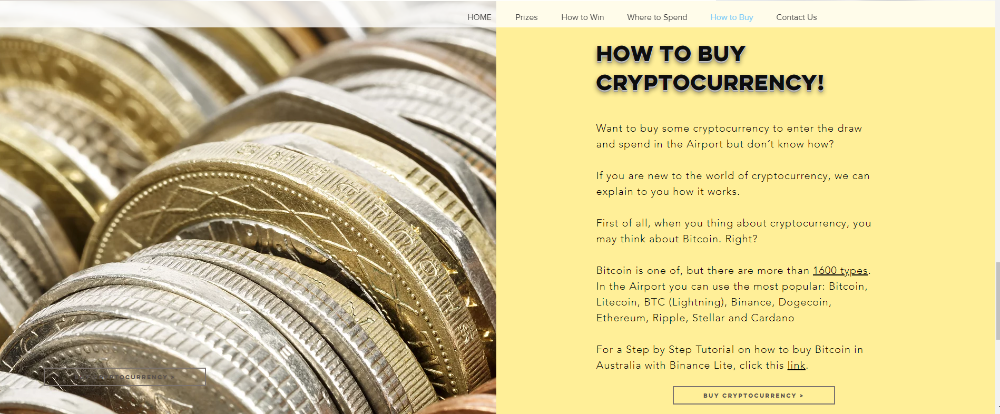 HOME Prizes How to Win Where to Spend How to Buy Contact Us
HOW TO BUY
CRYPTOCURRENCY!
Want to buy some cryptocurrency to enter the draw
and spend in the Airport but don´t know how?
If you are new to the world of cryptocurrency, we can
explain to you how it works.
First of all, when you thing about cryptocurrency, you
may think about Bitcoin. Right?
Bitcoin is one of, but there are more than 1600 types.
In the Airport you can use the most popular: Bitcoin,
Litecoin, BTC (Lightning), Binance, Dogecoin,
Ethereum, Ripple, Stellar and Cardano
For a Step by Step Tutorial on how to buy Bitcoin in
Australia with Binance Lite, click this link.
BUY CRYPTOCURRENCY >
BUY CRYPTOCURRENCY >